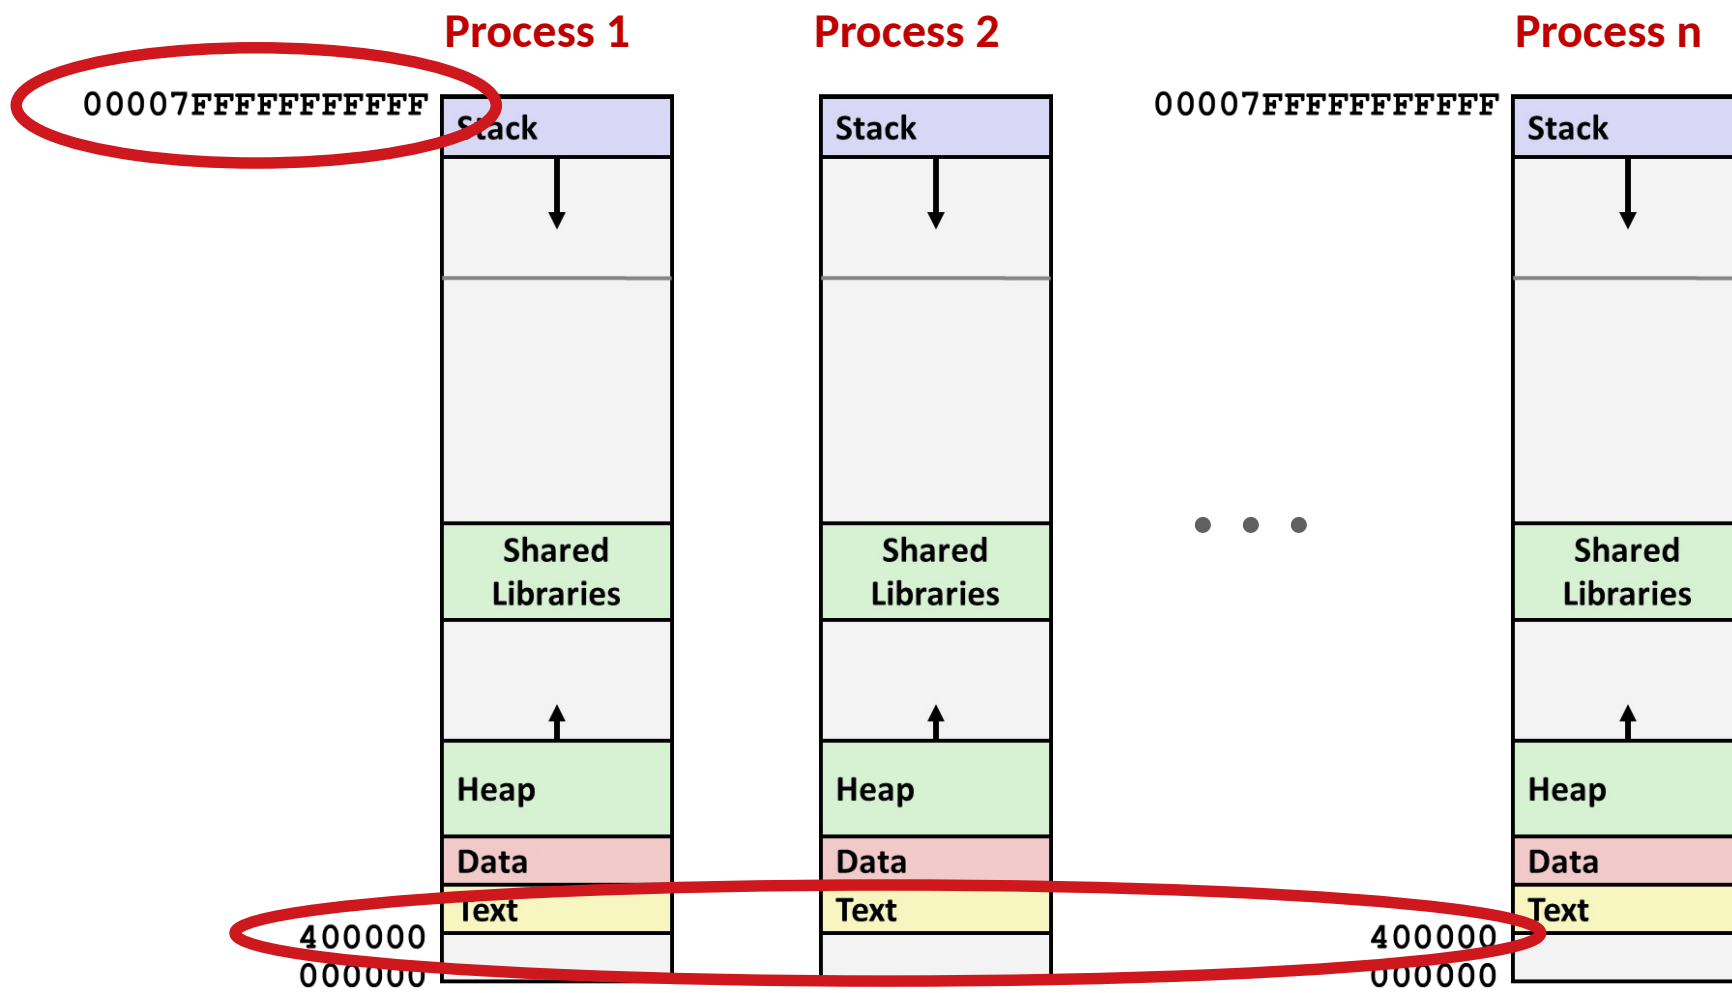 Process 1
Process 2
Process n
00007FFFFFFFFFFF
Stack
Stack
00007FFFFFFFFFFF
Stack
Shared
Libraries
Shared
Libraries
Shared
Libraries
Heap
Heap
Heap
Data
Data
Data
Text
Text
Text
400000
400000
000000
000000